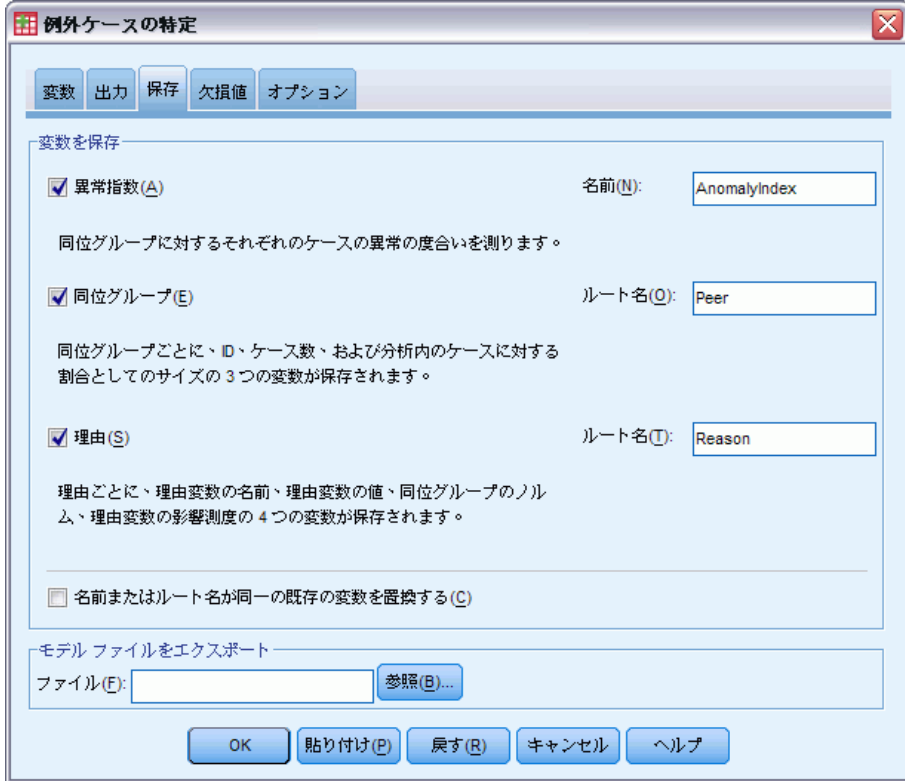 例外ケースの特定
変数 出力 保存 欠損値 オプション
変数を保存
異常指数(A) 名前(N): AnomalyIndex
同位グループに対するそれぞれのケースの異常の度合いを測ります。
同位グループ(E) ルート名(O): Peer
同位グループごとに、ID、ケース数、および分析内のケースに対する
割合としてのサイズの 3 つの変数が保存されます。
理由(S) ルート名(T): Reason
理由ごとに、理由変数の名前、理由変数の値、同位グループのノル
ム、理由変数の影響測度の 4 つの変数が保存されます。
名前またはルート名が同一の既存の変数を置換する(C)
モデル ファイルをエクスポート
ファイル(F): 参照(B)...
OK 貼り付け(P) 戻す(R) キャンセル ヘルプ